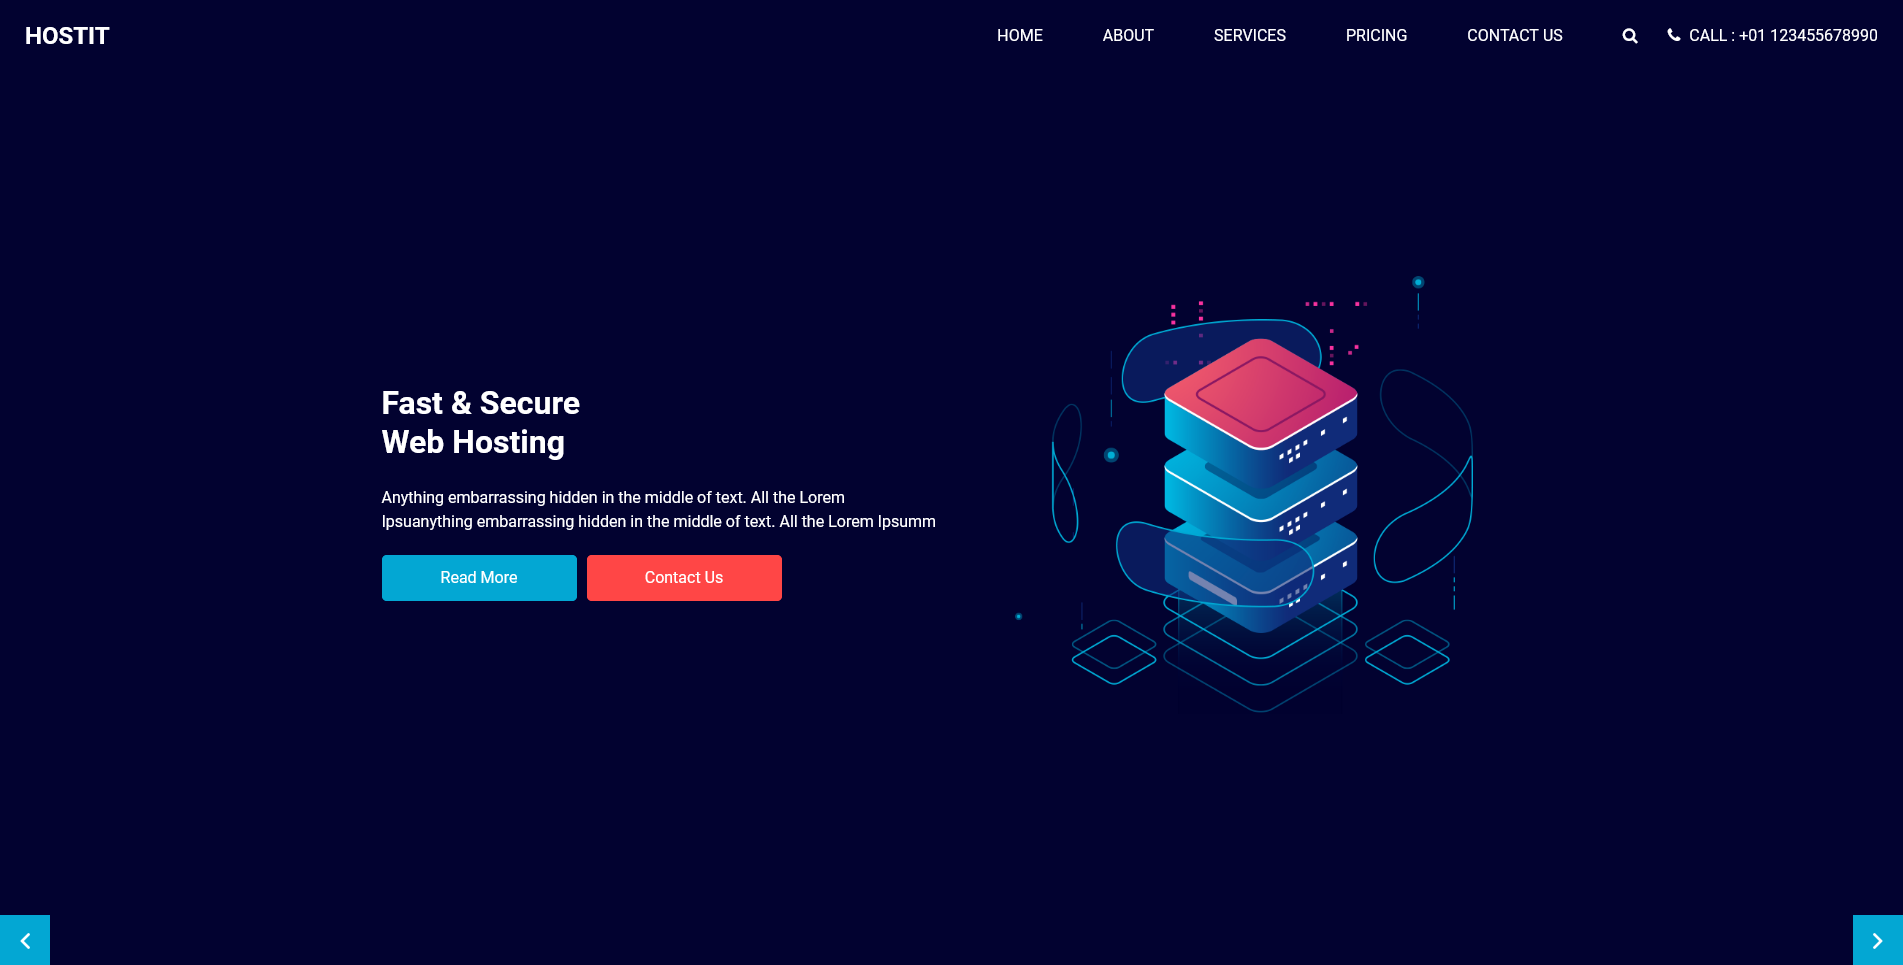 HOSTIT
HOME ABOUT SERVICES PRICING CONTACT US CALL : +01 123455678990
Fast & Secure
Web Hosting
Anything embarrassing hidden in the middle of text. All the Lorem
Ipsuanything embarrassing hidden in the middle of text. All the Lorem Ipsumm
Read More Contact Us